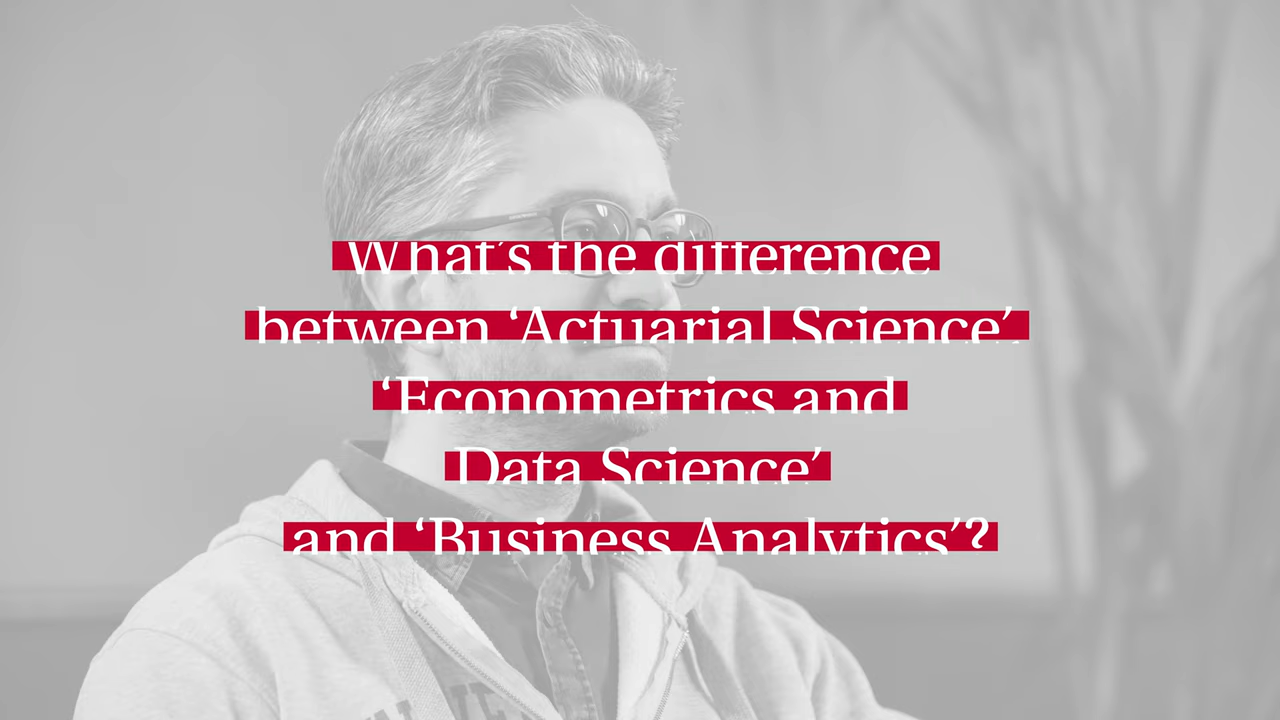 What's the difference
between ‘Actuarial Science’,
‘Econometrics and
Data Science’
and ‘Business Analytics’?